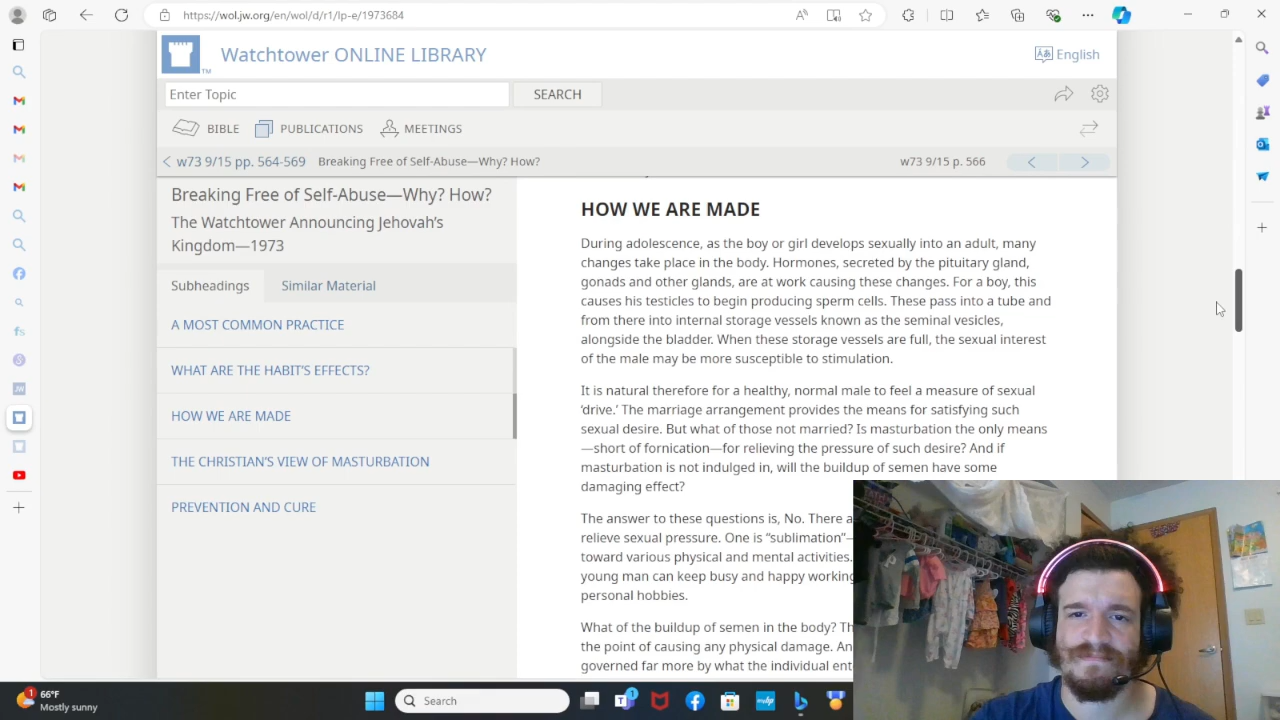 https://wol.jw.org/en/wol/d/r1/lp-e/1973684
Watchtower ONLINE LIBRARY
English
Enter Topic
SEARCH
BIBLE PUBLICATIONS MEETINGS
w73 9/15 pp. 564-569 Breaking Free of Self-Abuse—Why? How? w73 9/15 p. 566
Breaking Free of Self-Abuse—Why? How?
The Watchtower Announcing Jehovah's
Kingdom—1973
Subheadings Similar Material
A MOST COMMON PRACTICE
WHAT ARE THE HABIT'S EFFECTS?
HOW WE ARE MADE
THE CHRISTIAN'S VIEW OF MASTURBATION
PREVENTION AND CURE
HOW WE ARE MADE
During adolescence, as the boy or girl develops sexually into an adult, many
changes take place in the body. Hormones, secreted by the pituitary gland,
gonads and other glands, are at work causing these changes. For a boy, this
causes his testicles to begin producing sperm cells. These pass into a tube and
from there into internal storage vessels known as the seminal vesicles,
alongside the bladder. When these storage vessels are full, the sexual interest
of the male may be more susceptible to stimulation.
It is natural therefore for a healthy, normal male to feel a measure of sexual
‘drive.’ The marriage arrangement provides the means for satisfying such
sexual desire. But what of those not married? Is masturbation the only means
—short of fornication—for relieving the pressure of such desire? And if
masturbation is not indulged in, will the buildup of semen have some
damaging effect?
The answer to these questions is, No. There a
relieve sexual pressure. One is “sublimation”—
toward various physical and mental activities.
young man can keep busy and happy working
personal hobbies.
What of the buildup of semen in the body? Th
the point of causing any physical damage. An
governed far more by what the individual ent
66°F
Mostly sunny
Search